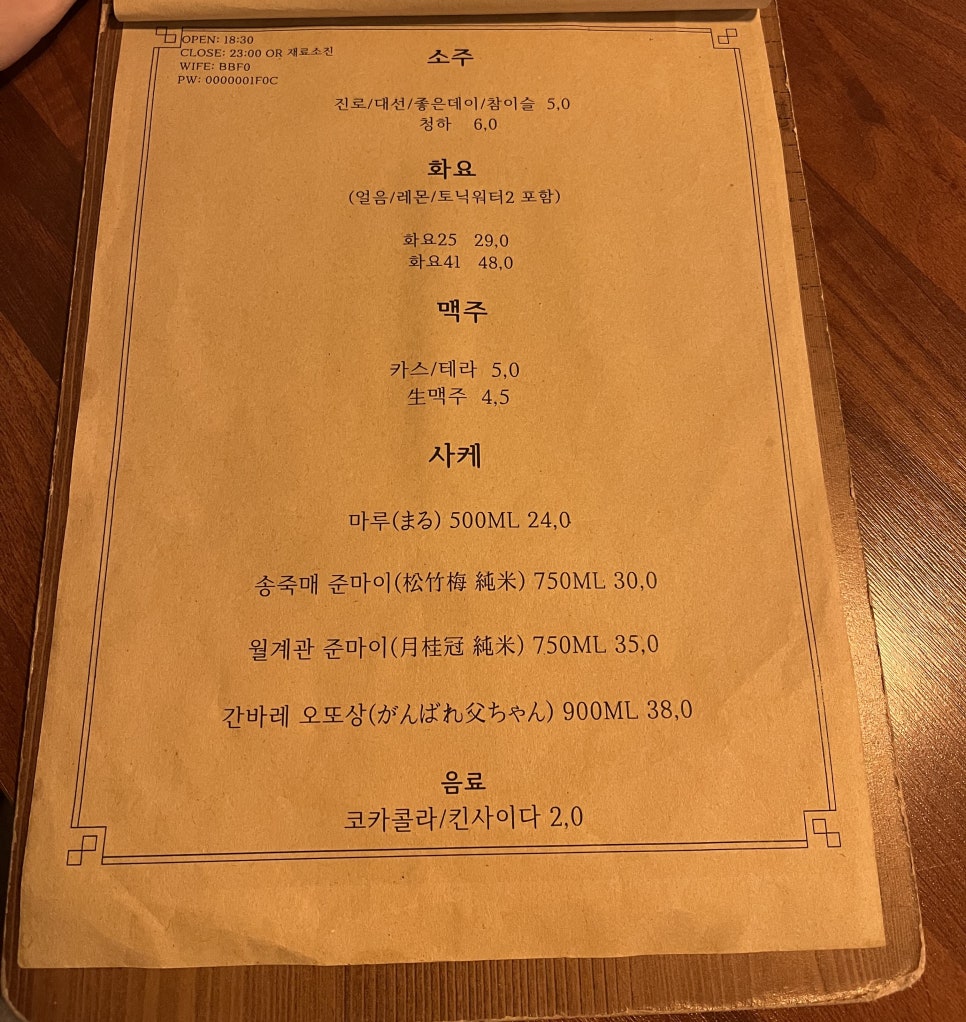 OPEN: 18:30
CLOSE: 23:00 OR 재료소진
WIFE: BBF0
PW: 0000001F0C
소주
진로/대선/좋은데이/참이슬 5,0
청하 6,0
화요
(얼음/레몬/토닉워터2 포함)
화요25 29,0
화요41 48,0
맥주
카스/테라 5,0
生맥주 4,5
사케
마루(まる) 500ML 24,0
송죽매 준마이(松竹梅 純米) 750ML 30,0
월계관 준마이(月桂冠 純米) 750ML 35,0
간바레 오또상(がんばれ父ちゃん) 900ML 38,0
음료
코카콜라/킨사이다 2,0